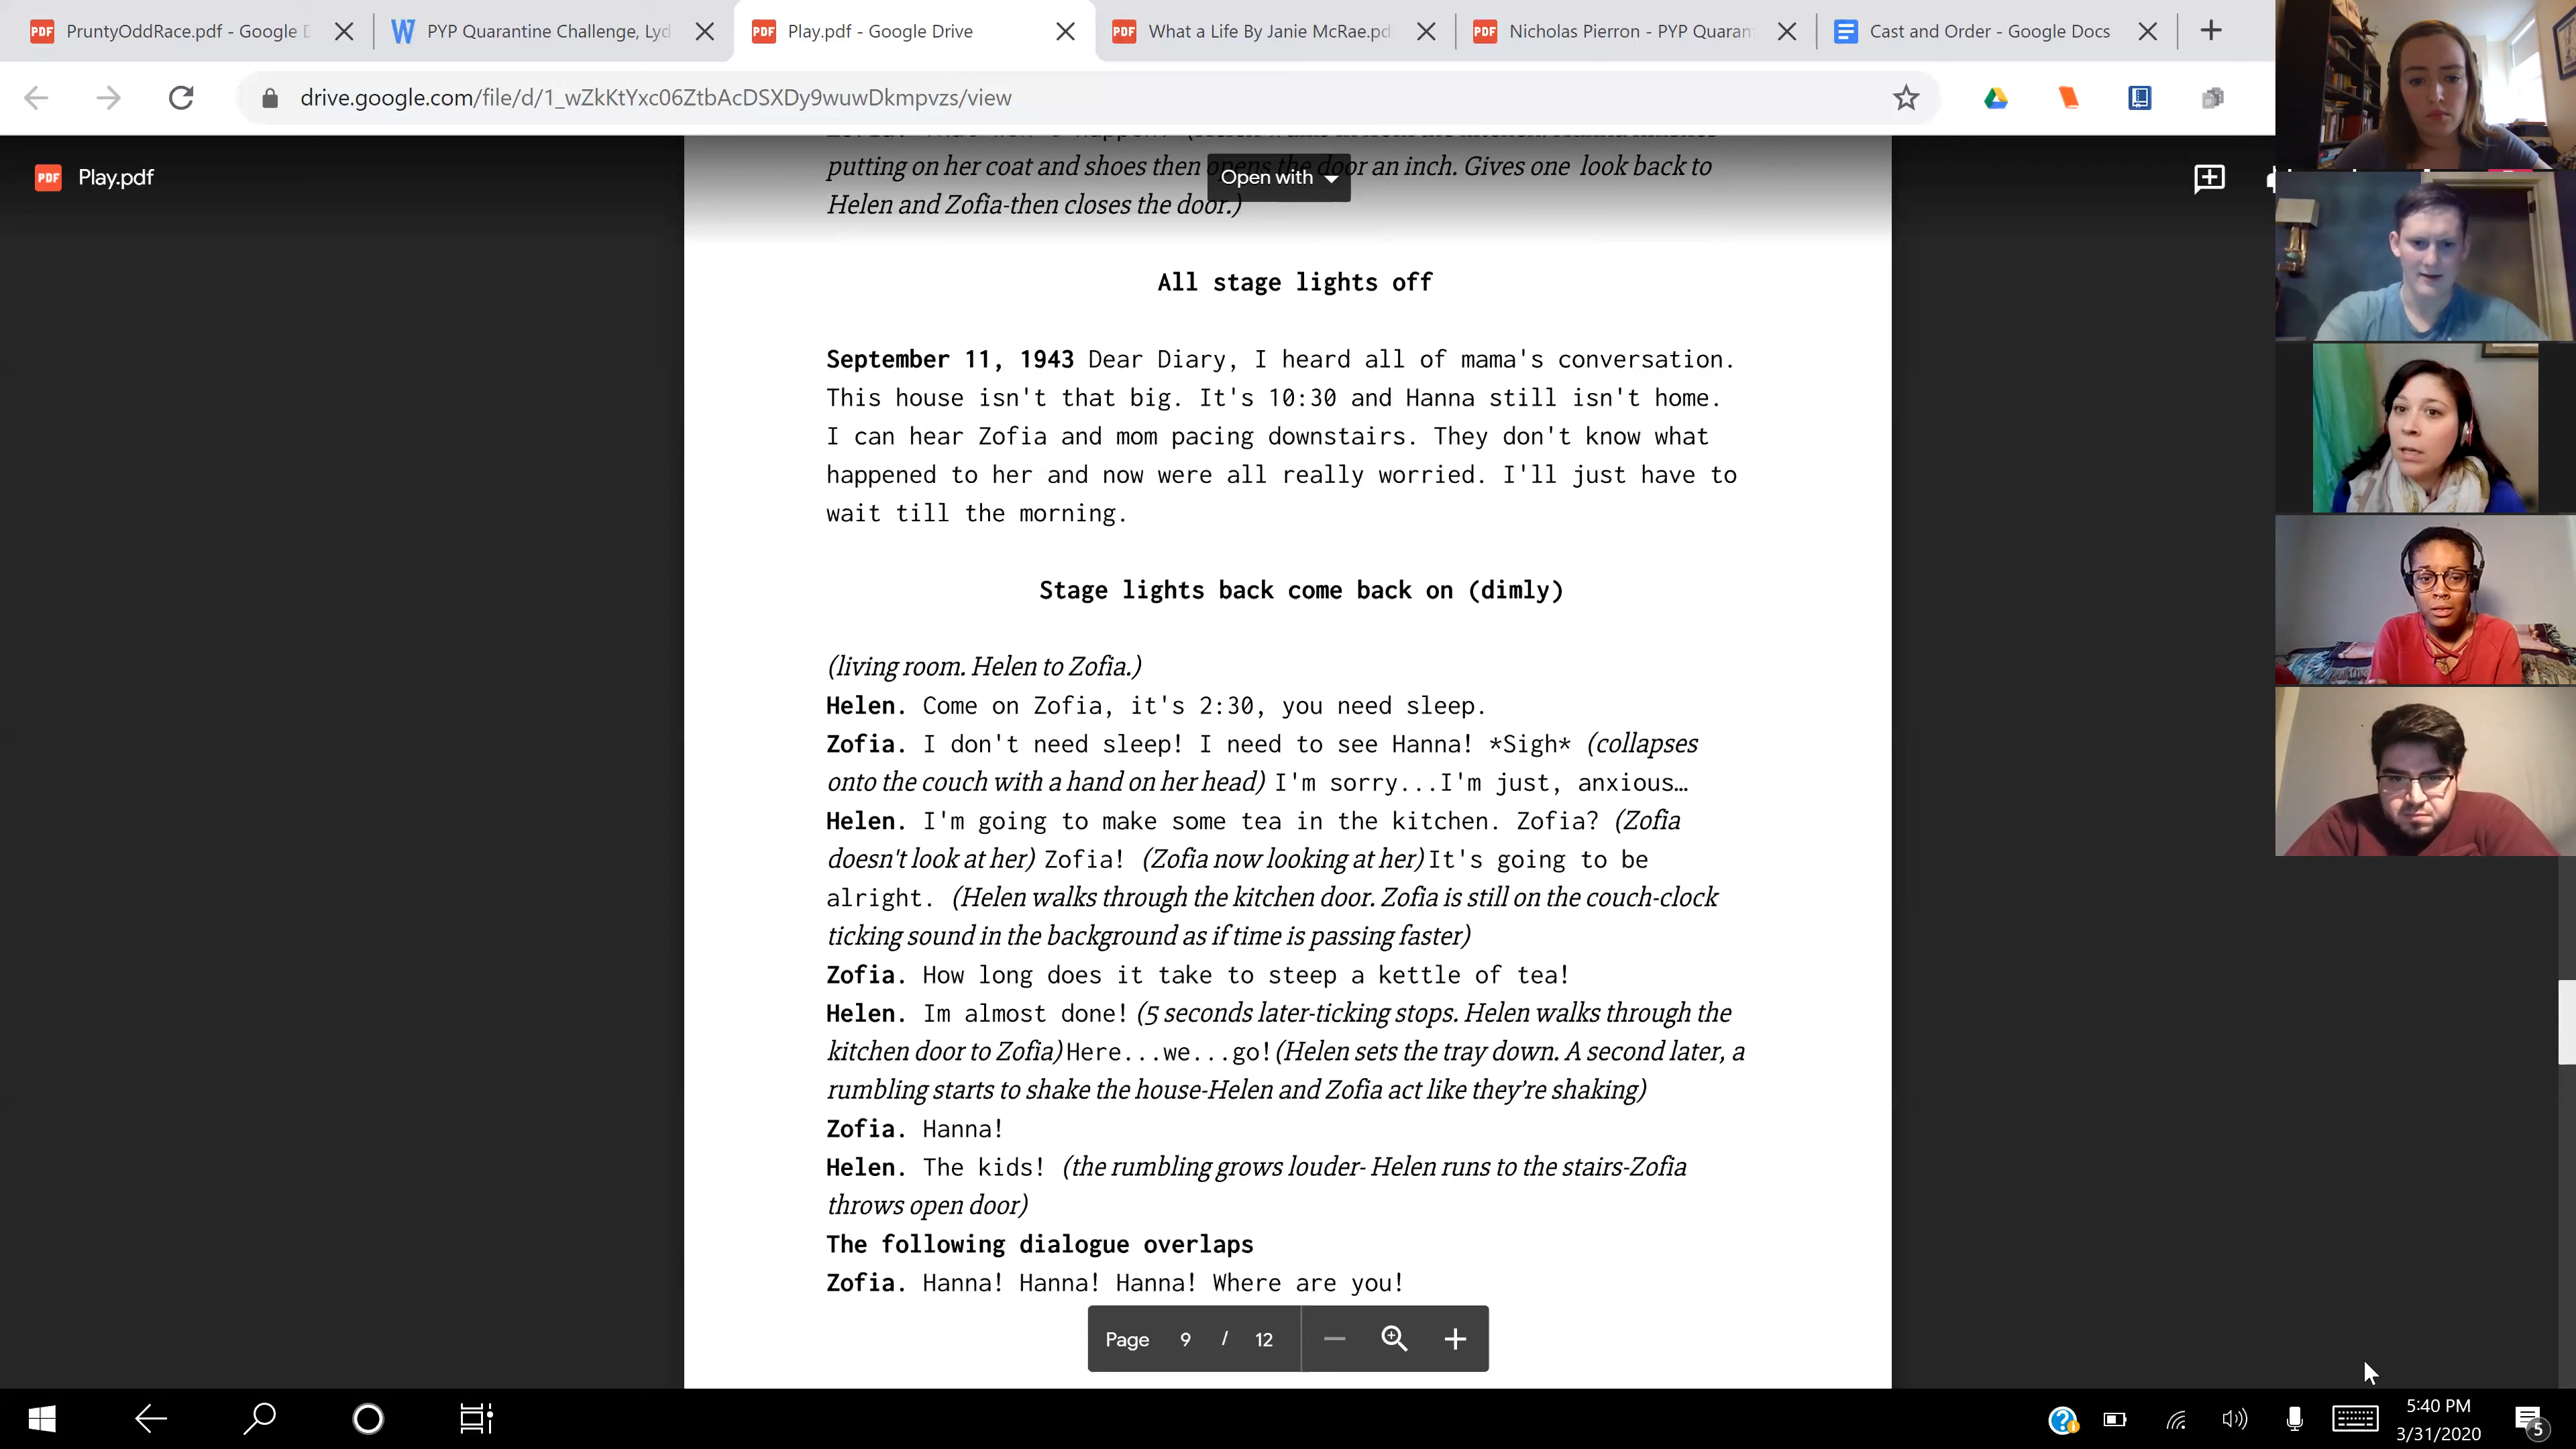 PruntyOddRace.pdf - Google D
PYP Quarantine Challenge, Lyd
Play.pdf - Google Drive
What a Life By Janie McRae.pd
Nicholas Pierron - PYP Quaran
Cast and Order - Google Docs
drive.google.com/file/d/1_wZkKtYxc06ZtbAcDSXDy9wuwDkmpvzs/view
PDF Play.pdf
Open with
putting on her coat and shoes then opens the door an inch. Gives one look back to
Helen and Zofia-then closes the door.)
All stage lights off
September 11, 1943 Dear Diary, I heard all of mama's conversation.
This house isn't that big. It's 10:30 and Hanna still isn't home.
I can hear Zofia and mom pacing downstairs. They don't know what
happened to her and now were all really worried. I'll just have to
wait till the morning.
Stage lights back come back on (dimly)
(living room. Helen to Zofia.)
Helen. Come on Zofia, it's 2:30, you need sleep.
Zofia. I don't need sleep! I need to see Hanna! *Sigh* (collapses
onto the couch with a hand on her head) I'm sorry...I'm just, anxious…
Helen. I'm going to make some tea in the kitchen. Zofia? (Zofia
doesn't look at her) Zofia! (Zofia now looking at her) It's going to be
alright. (Helen walks through the kitchen door. Zofia is still on the couch-clock
ticking sound in the background as if time is passing faster)
Zofia. How long does it take to steep a kettle of tea!
Helen. Im almost done! (5 seconds later-ticking stops. Helen walks through the
kitchen door to Zofia) Here...we...go! (Helen sets the tray down. A second later, a
rumbling starts to shake the house-Helen and Zofia act like they're shaking)
Zofia. Hanna!
Helen. The kids! (the rumbling grows louder- Helen runs to the stairs-Zofia
throws open door)
The following dialogue overlaps
Zofia. Hanna! Hanna! Hanna! Where are you!
Page 9 / 12
5:40 PM
3/31/2020
5